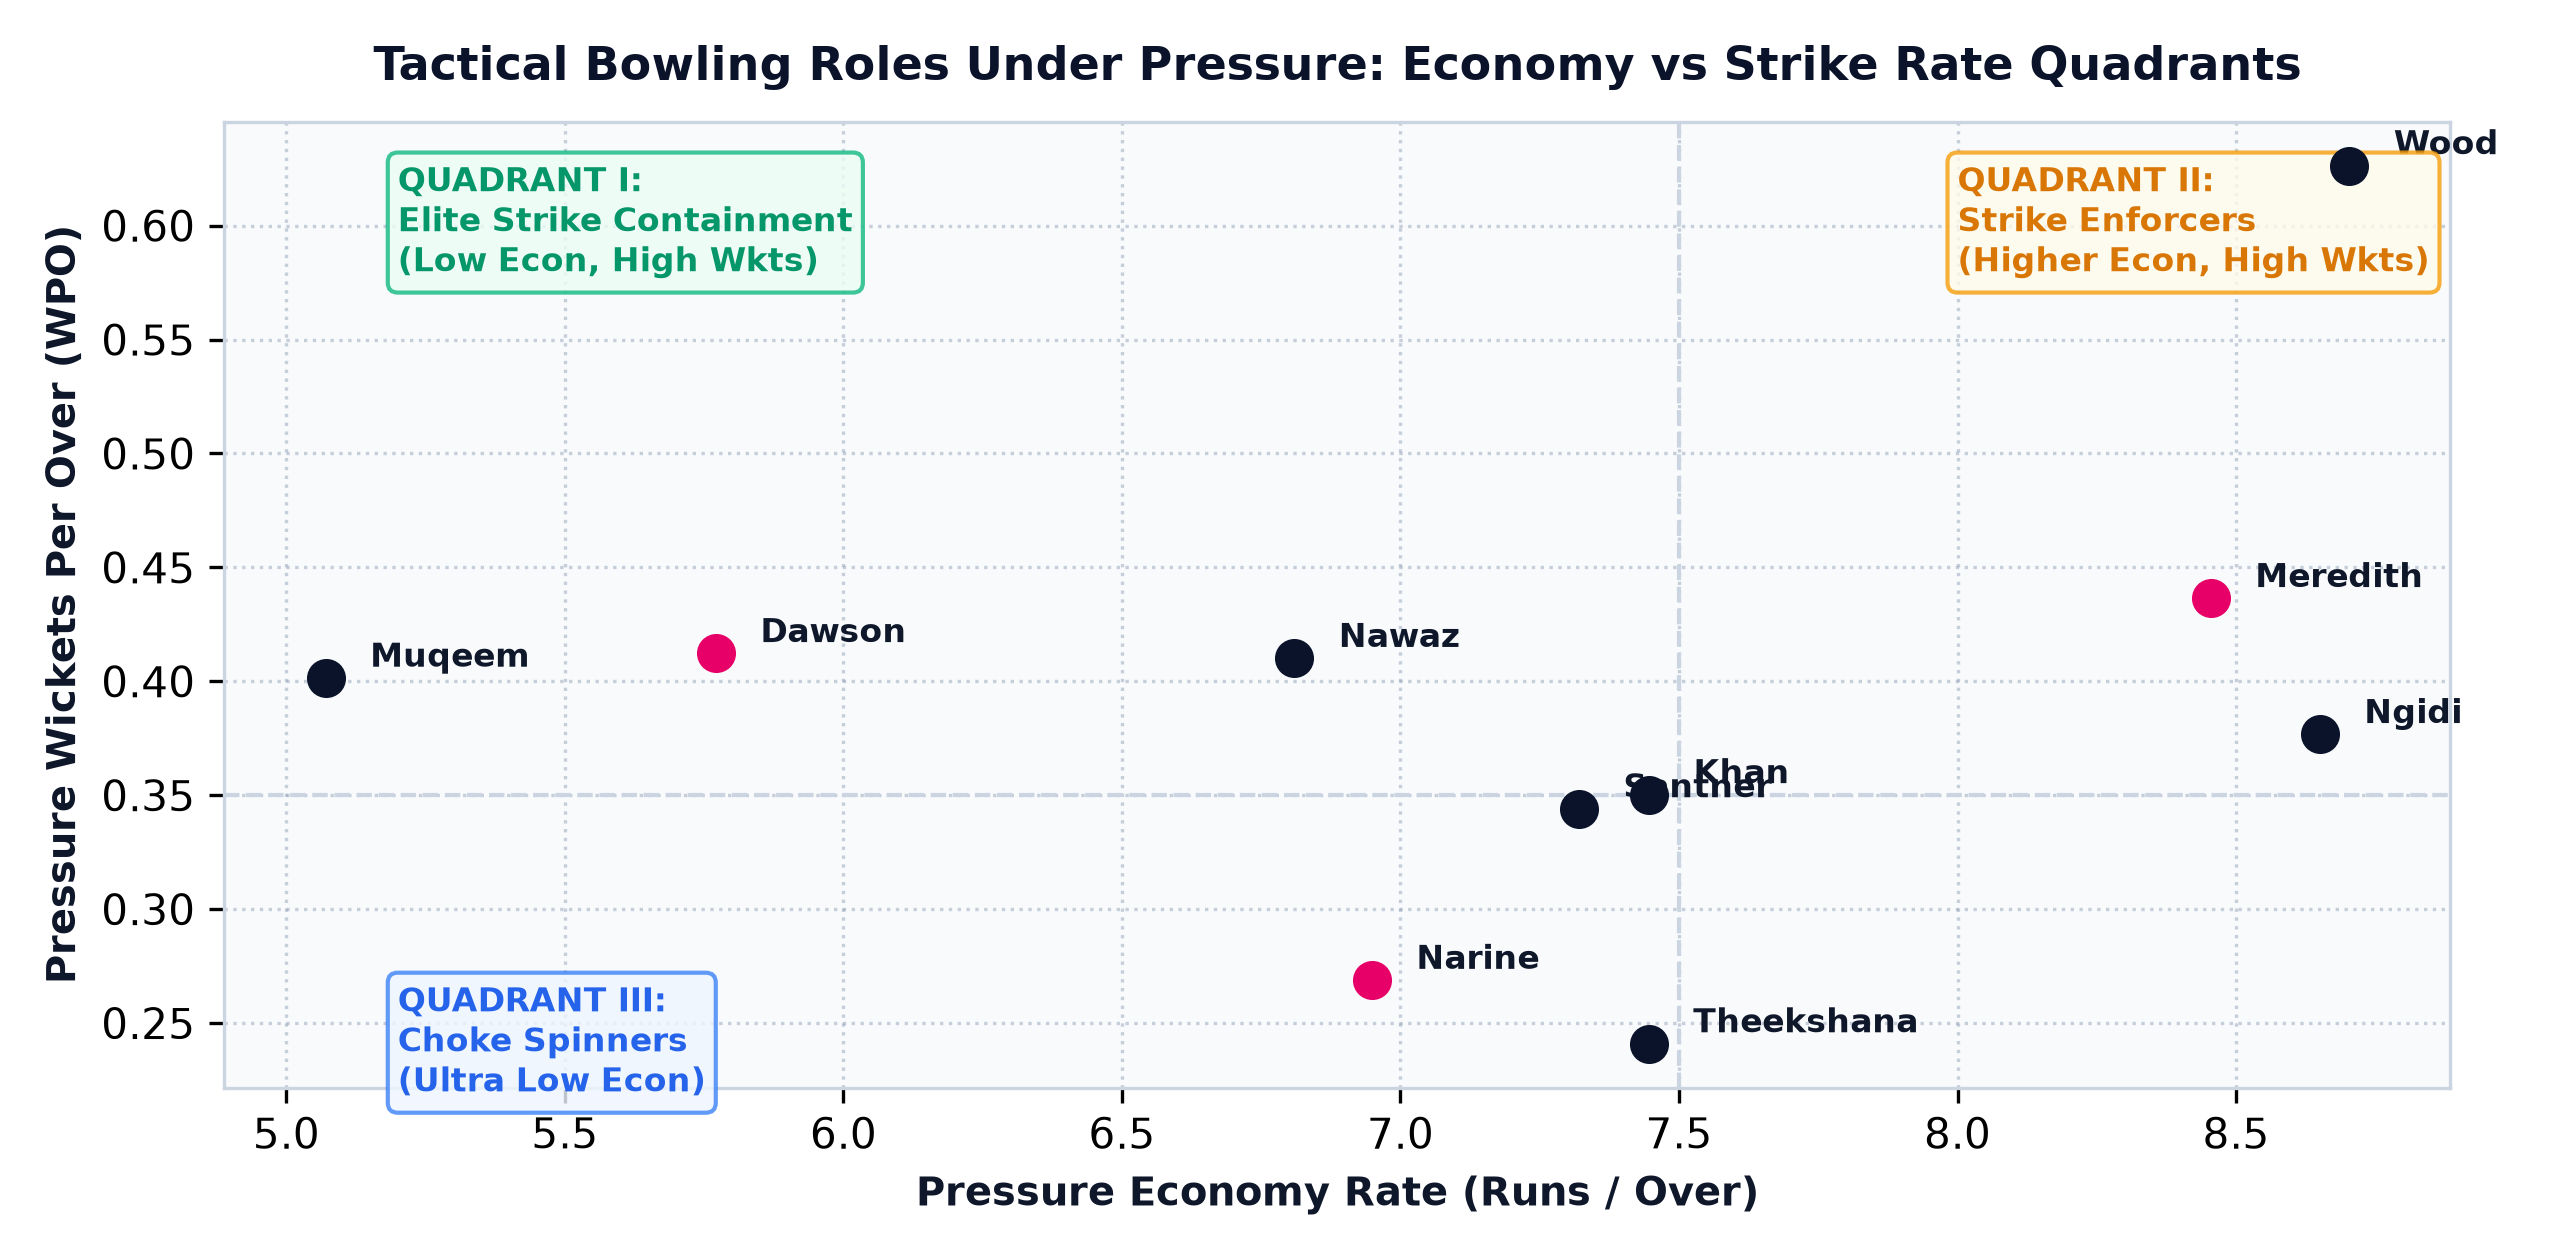 Tactical Bowling Roles Under Pressure: Economy vs Strike Rate Quadrants
Pressure Wickets Per Over (WPO)
0.60
0.55
0.50
0.45
0.40
0.35
0.30
0.25
QUADRANT I:
Elite Strike Containment
(Low Econ, High Wkts)
QUADRANT II:
Strike Enforcers
(Higher Econ, High Wkts)
Wood
Meredith
Dawson
Nawaz
Muqeem
Ngidi
Khan
Santner
Narine
Theekshana
QUADRANT III:
Choke Spinners
(Ultra Low Econ)
5.0
5.5
6.0
6.5
7.0
7.5
8.0
8.5
Pressure Economy Rate (Runs / Over)